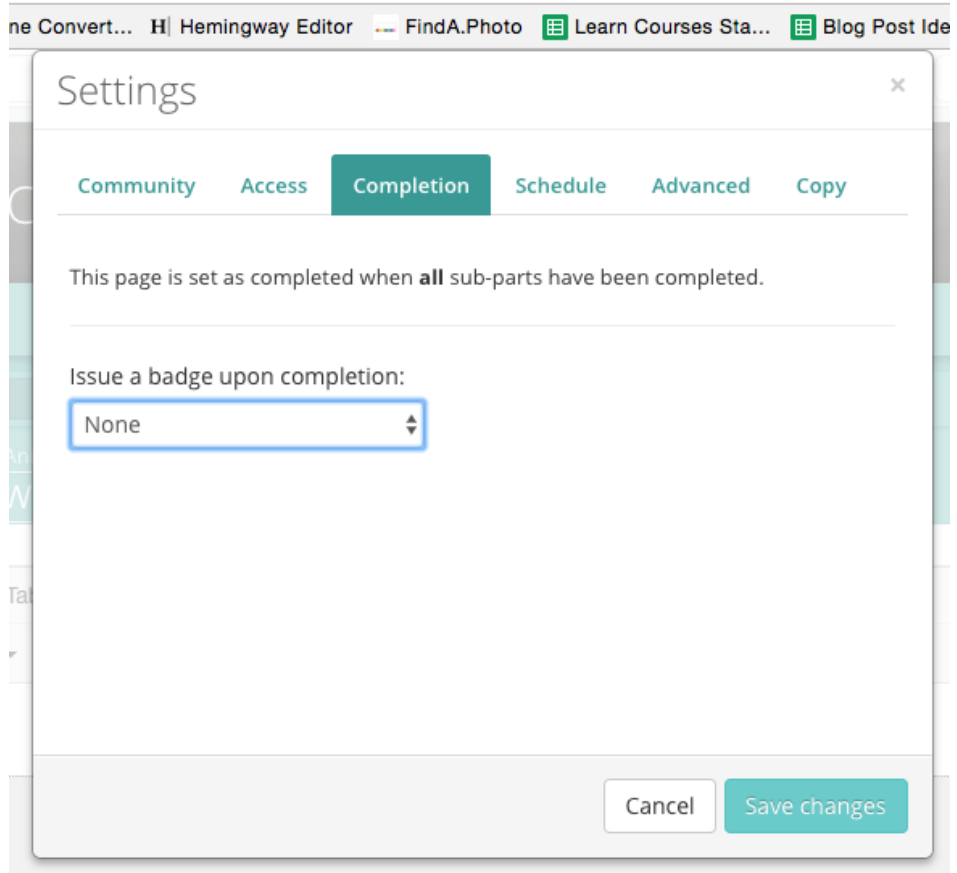 ne Convert... H| Hemingway Editor FindA.Photo Learn Courses Sta... Blog Post Ide
Settings ×
Community Access Completion Schedule Advanced Copy
This page is set as completed when all sub-parts have been completed.
Issue a badge upon completion:
None
An
W
Tab
Cancel Save changes